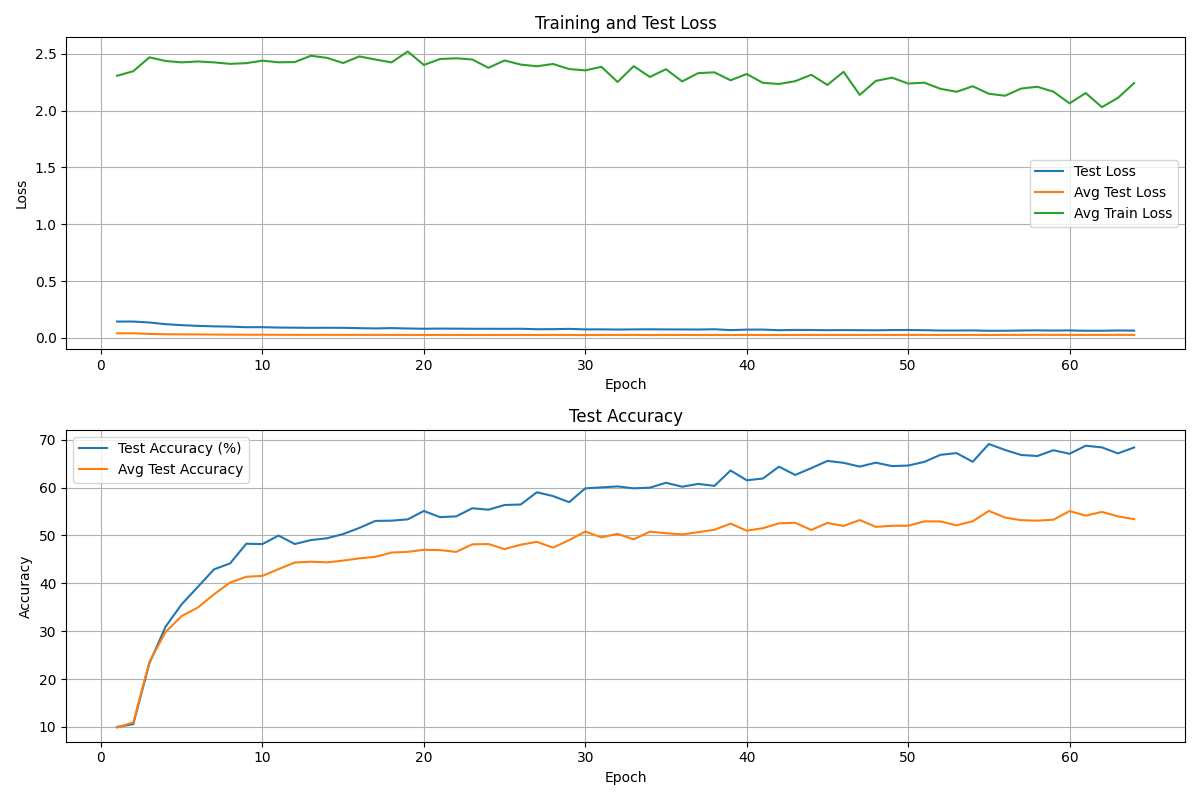 Training and Test Loss
2.5
2.0
1.5
1.0
0.5
0.0
Loss
Test Loss
Avg Test Loss
Avg Train Loss
0 10 20 30 40 50 60
Epoch
Test Accuracy
70
60
50
40
30
20
10
Accuracy
Test Accuracy (%)
Avg Test Accuracy
0 10 20 30 40 50 60
Epoch